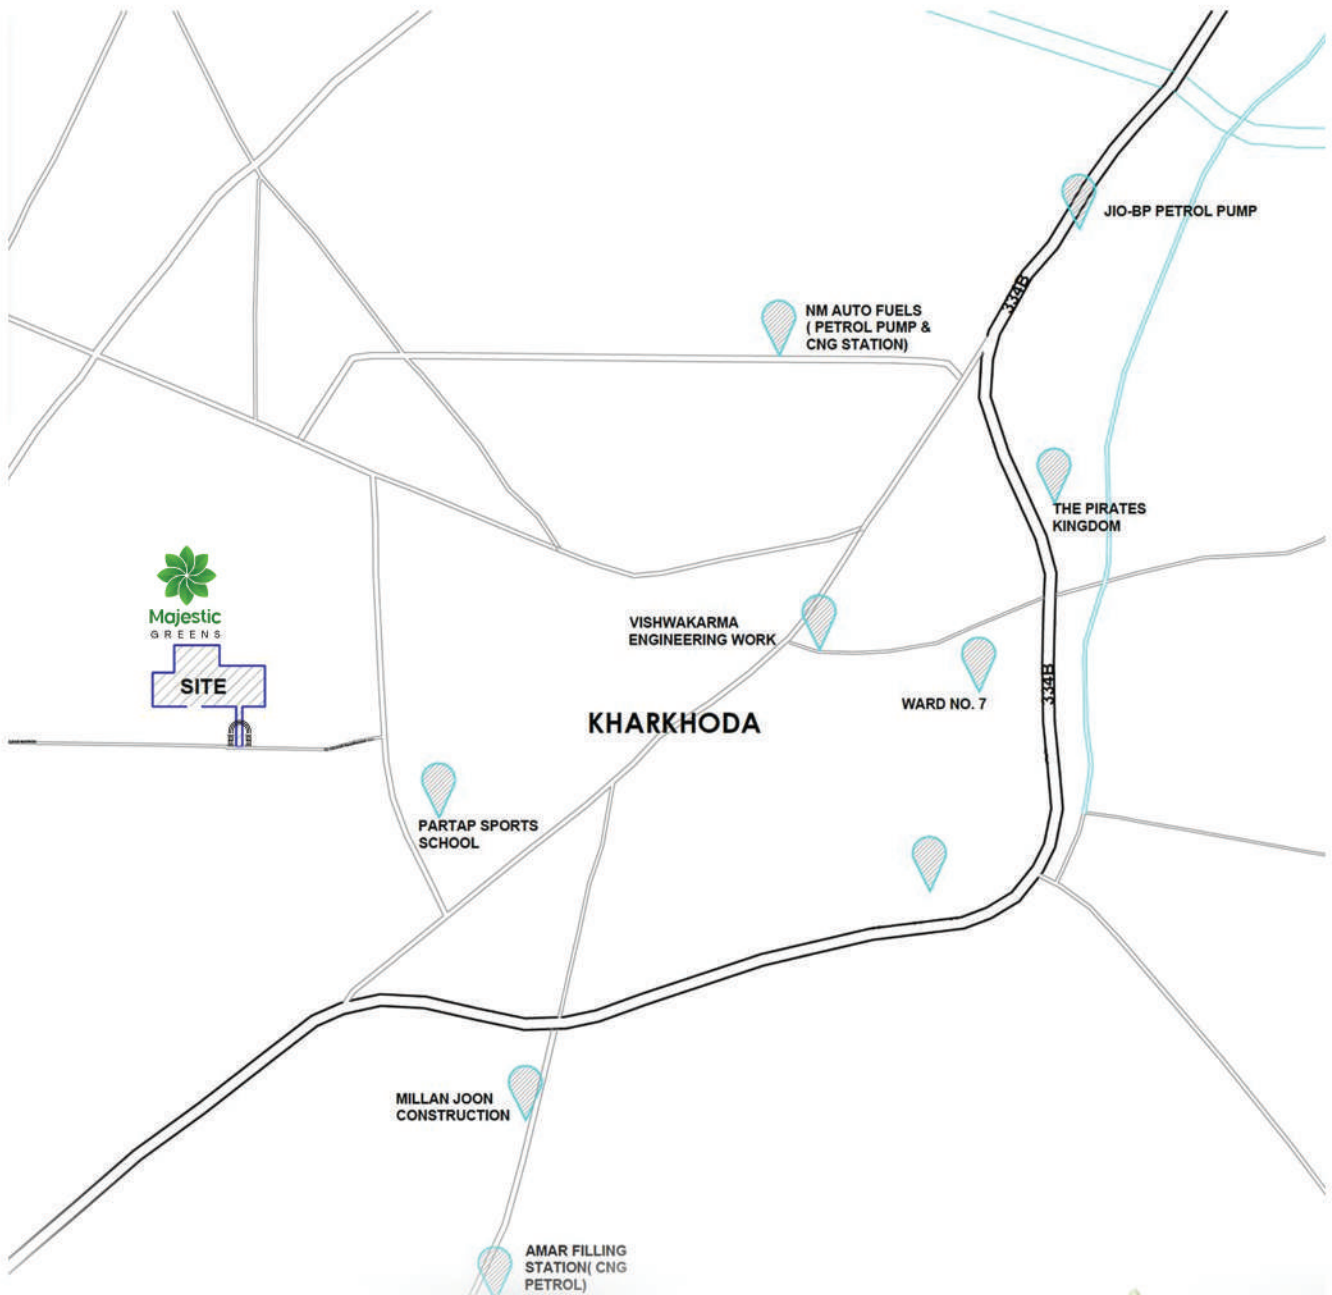 JIO-BP PETROL PUMP
334B
NM AUTO FUELS
( PETROL PUMP &
CNG STATION)
THE PIRATES
KINGDOM
Majestic
GREENS
SITE
VISHWAKARMA
ENGINEERING WORK
WARD NO. 7
334B
KHARKHODA
PARTAP SPORTS
SCHOOL
MILLAN JOON
CONSTRUCTION
AMAR FILLING
STATION( CNG
PETROL)